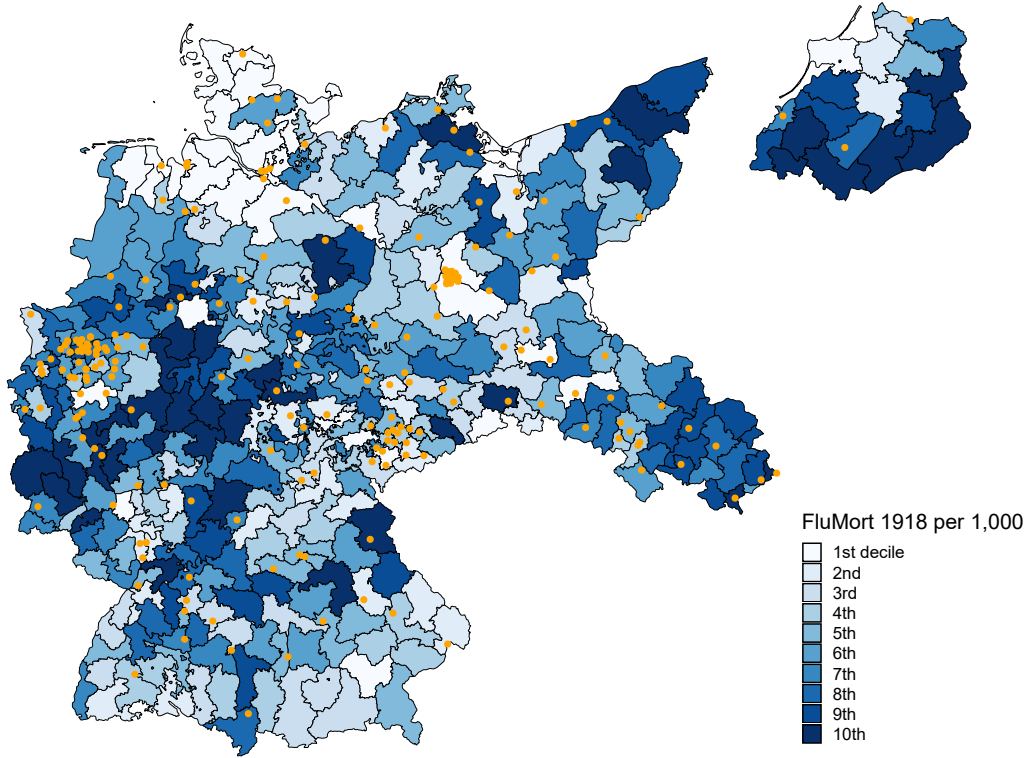 FluMort 1918 per 1,000
1st decile
2nd
3rd
4th
5th
6th
7th
8th
9th
10th